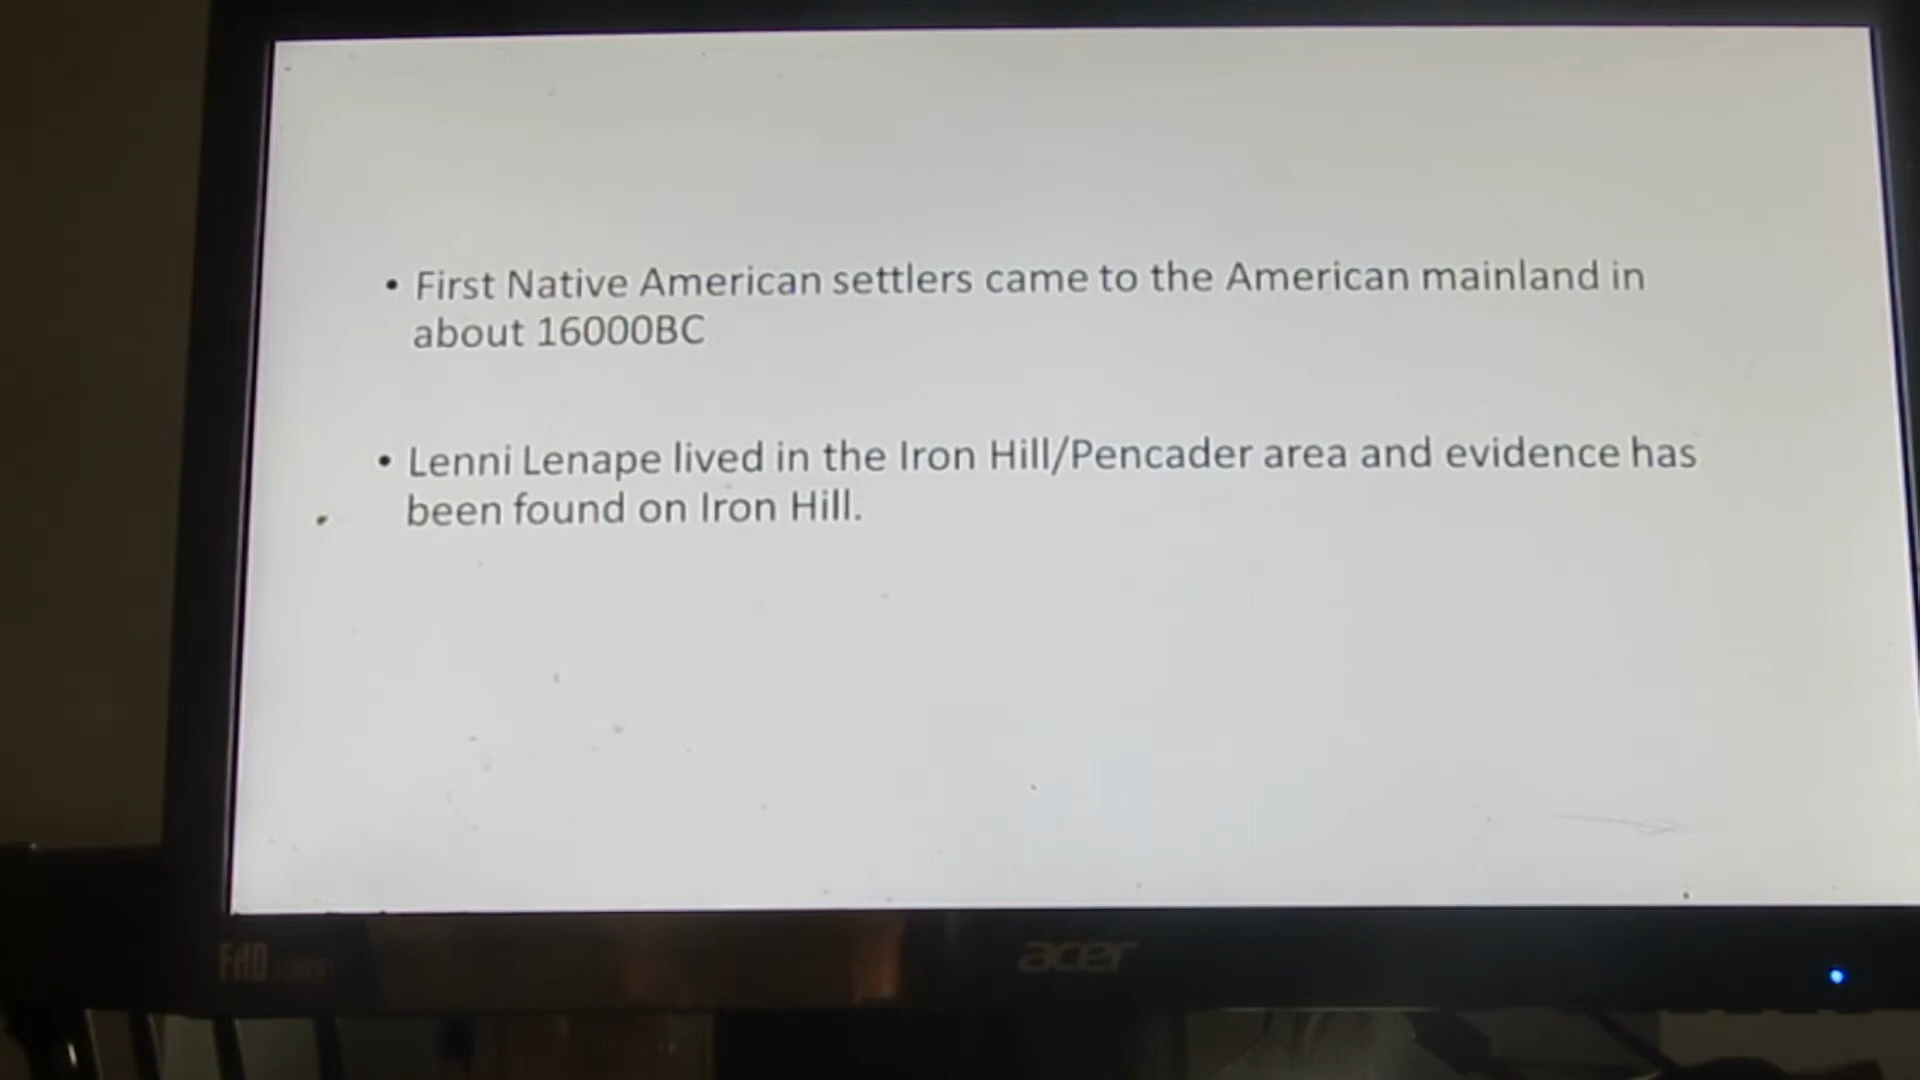 • First Native American settlers came to the American mainland in
about 16000BC
• Lenni Lenape lived in the Iron Hill/Pencader area and evidence has
been found on Iron Hill.
FHD
acer